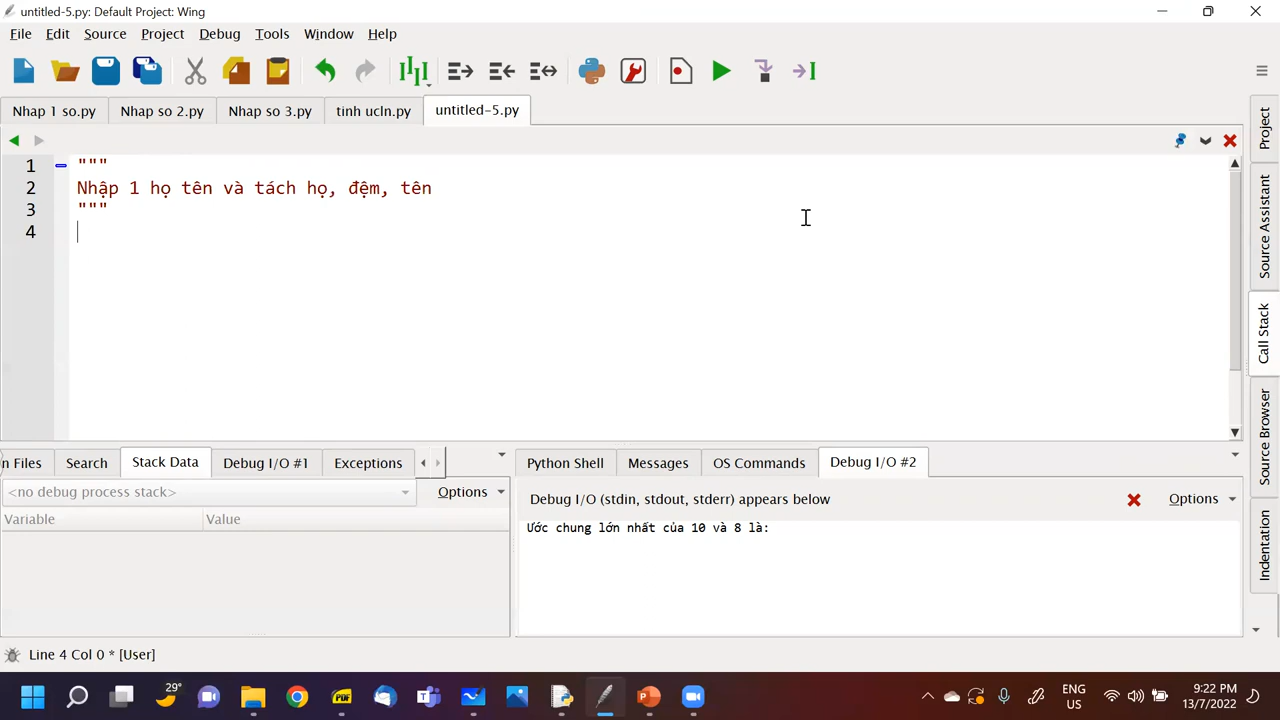 untitled-5.py: Default Project: Wing
File Edit Source Project Debug Tools Window Help
Nhap 1 so.py Nhap so 2.py Nhap so 3.py tinh ucln.py untitled-5.py
1 """
2 Nhập 1 họ tên và tách họ, đệm, tên
3 """
4
Project
Source Assistant
Call Stack
Source Browser
Indentation
n Files Search Stack Data Debug I/O #1 Exceptions
<no debug process stack> Options
Variable Value
Python Shell Messages OS Commands Debug I/O #2
Debug I/O (stdin, stdout, stderr) appears below Options
Ước chung lớn nhất của 10 và 8 là:
Line 4 Col 0 * [User]
29°
PDF
ENG
US
9:22 PM
13/7/2022